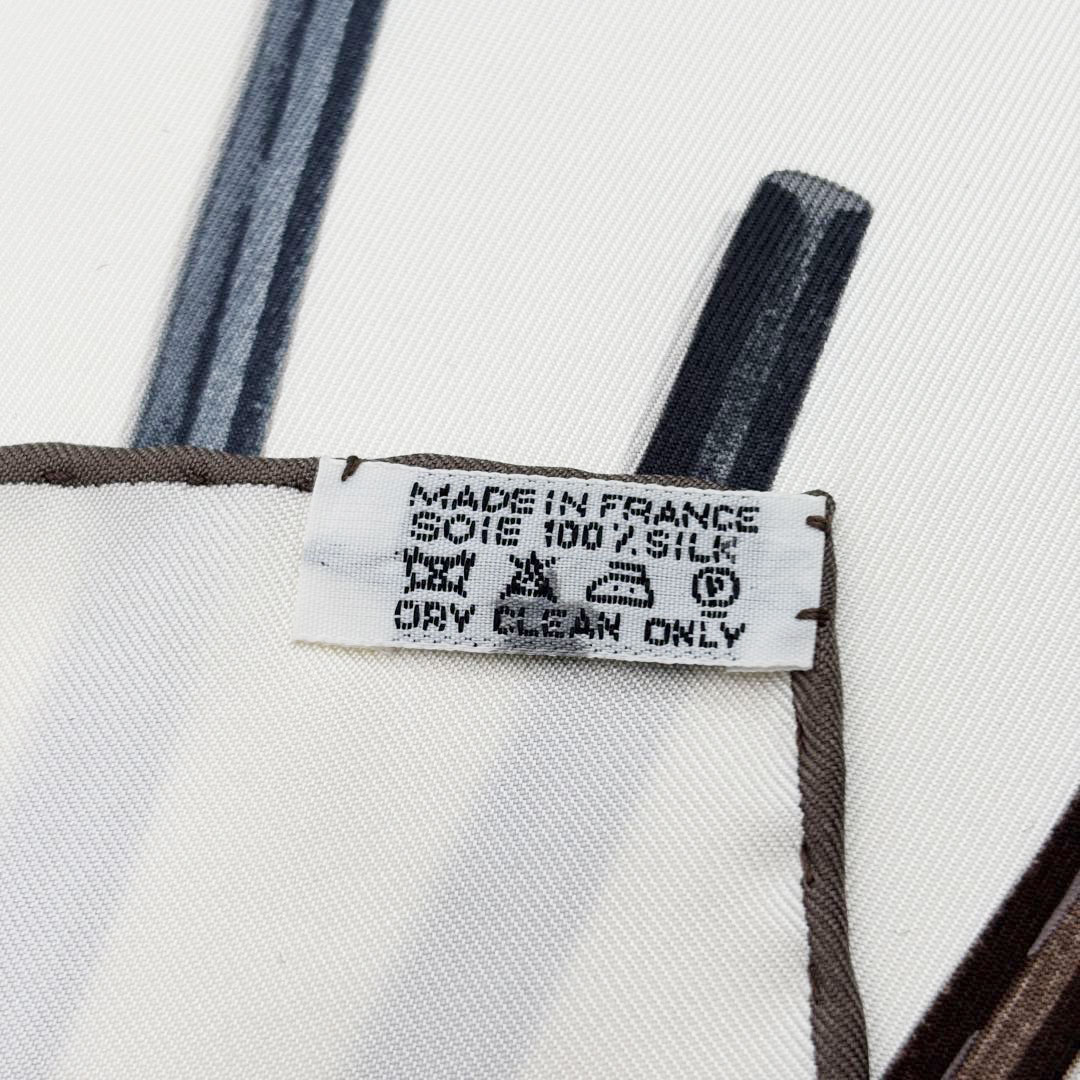 MADE IN FRANCE
SOIE 100% SILK
P
DRY CLEAN ONLY